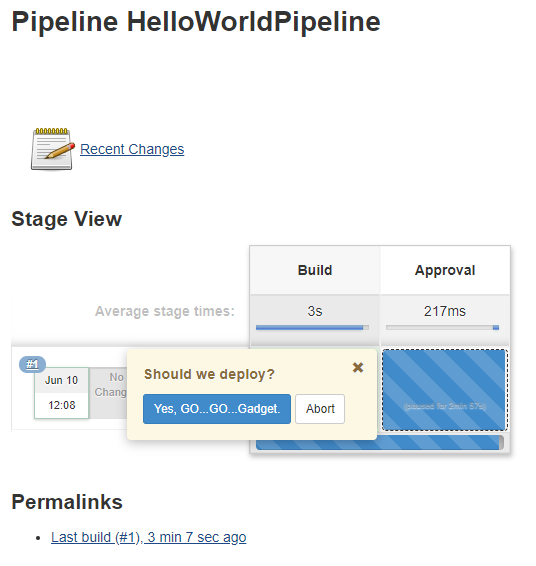 Pipeline HelloWorldPipeline
Recent Changes
Stage View
Build Approval
Average stage times: 3s 217ms
#1
Jun 10
12:08
No
Chang
Should we deploy?
Yes, GO...GO...Gadget. Abort
(paused for 2min 57s)
Permalinks
Last build (#1), 3 min 7 sec ago